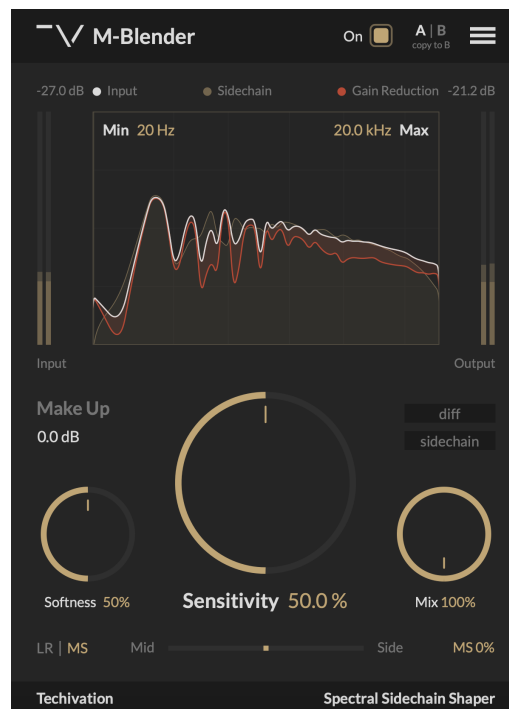 M-Blender On A | B
copy to B
-27.0 dB Input Sidechain Gain Reduction -21.2 dB
Min 20 Hz 20.0 kHz Max
Input Output
Make Up diff
0.0 dB sidechain
Softness 50% Sensitivity 50.0 % Mix 100%
LR | MS Mid Side MS 0%
Techivation Spectral Sidechain Shaper